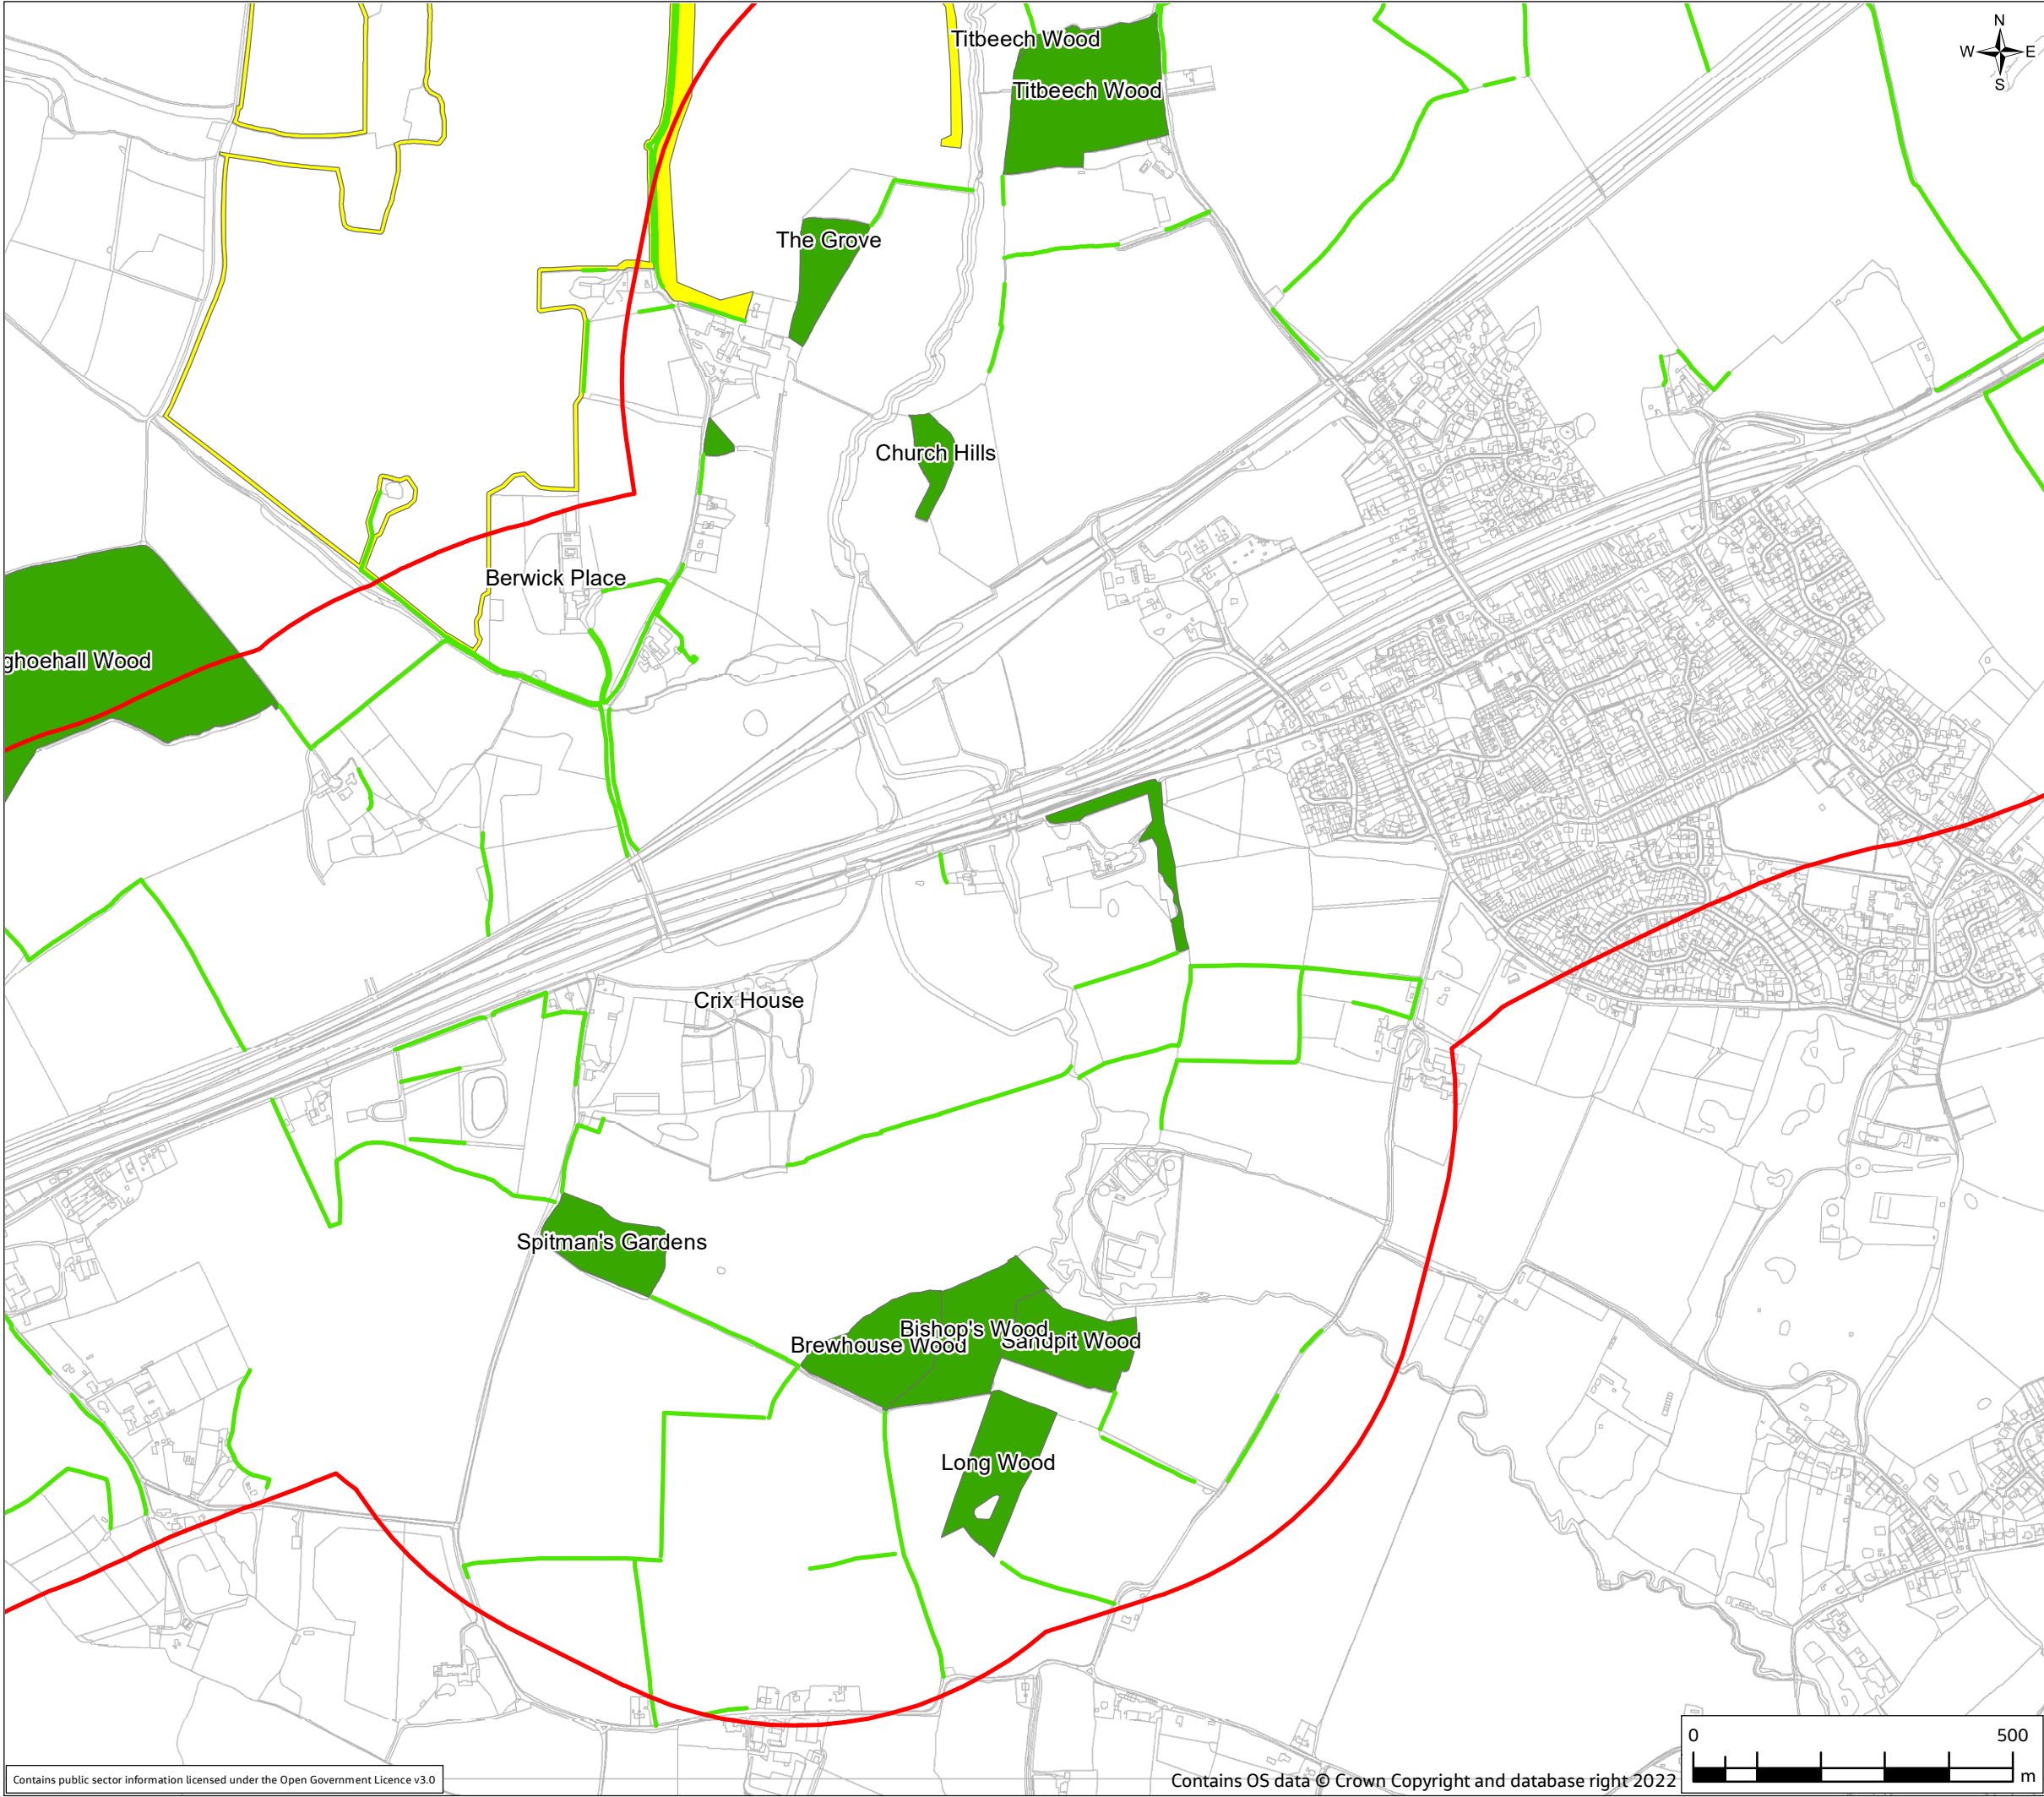 N
W E
S
Titbeech Wood
Titbeech Wood
The Grove
Church Hills
Berwick Place
ghoehall Wood
Crix House
Spitman's Gardens
Bishop's Wood
Brewhouse Wood
Sandpit Wood
Long Wood
0 500
m
Contains public sector information licensed under the Open Government Licence v3.0
Contains OS data © Crown Copyright and database right 2022